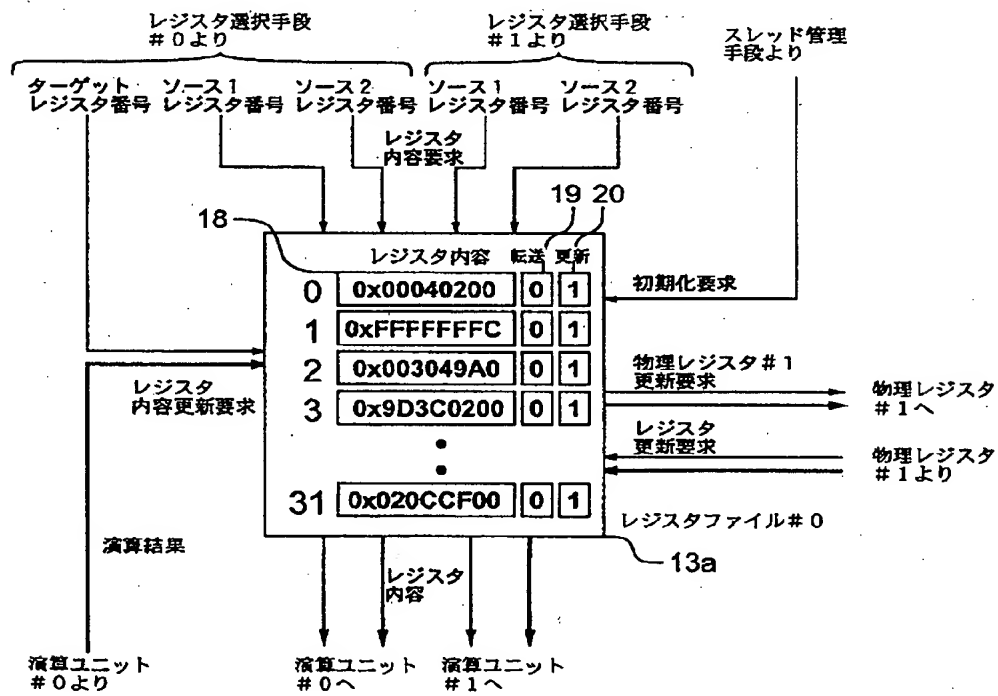 レジスタ選択手段
＃０より
レジスタ選択手段
＃１より
スレッド管理
手段より
ターゲット
レジスタ番号
ソース１
レジスタ番号
ソース２
レジスタ番号
ソース１
レジスタ番号
ソース２
レジスタ番号
レジスタ
内容要求
19 20
18
レジスタ内容 転送 更新
0 0x00040200 0 1
初期化要求
1 0xFFFFFFFC 0 1
2 0x003049A0 0 1
3 0x9D3C0200 0 1
31 0x020CCF00 0 1
レジスタ
内容更新要求
物理レジスタ＃１
更新要求
物理レジスタ
＃１へ
レジスタ
更新要求
物理レジスタ
＃１より
レジスタファイル＃０
13a
演算結果
レジスタ
内容
演算ユニット
＃０より
演算ユニット
＃０へ
演算ユニット
＃１へ